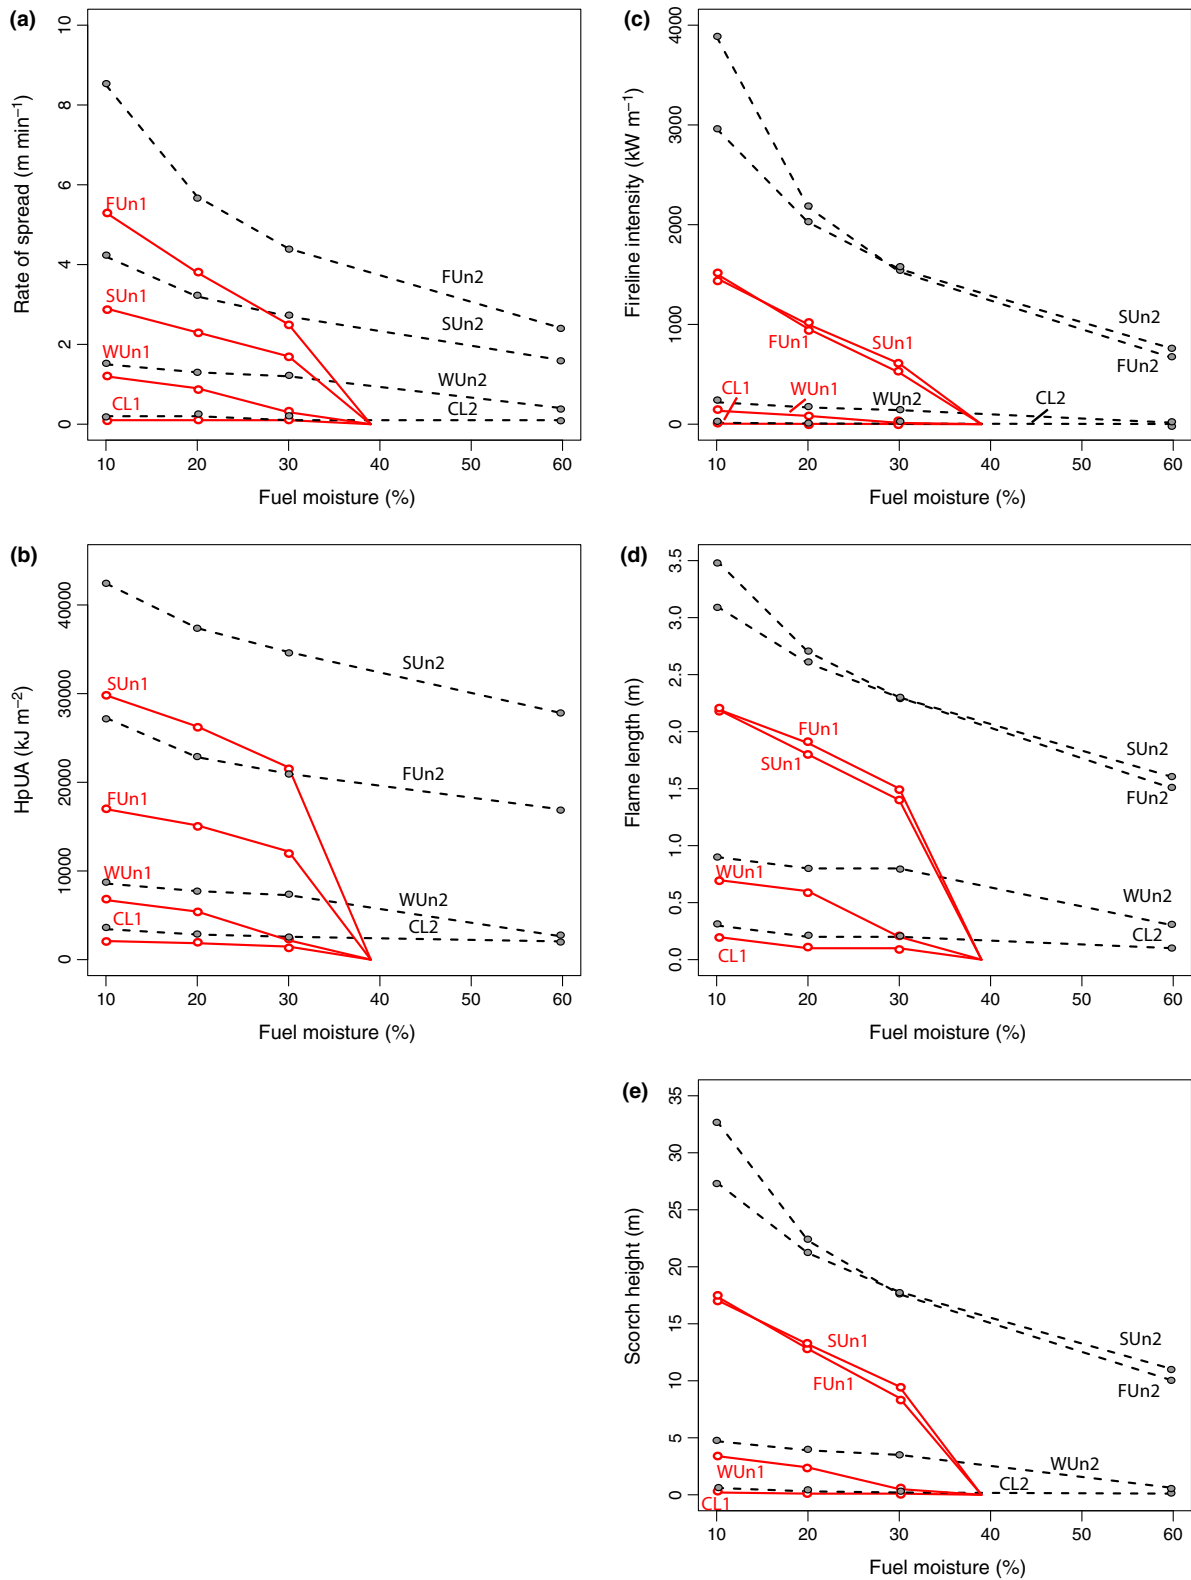 (a)
Rate of spread (m min⁻¹)
10
8
6
4
2
0
FUn1
SUn1
WUn1
CL1
FUn2
SUn2
WUn2
CL2
10 20 30 40 50 60
Fuel moisture (%)
(c)
Fireline intensity (kW m⁻¹)
4000
3000
2000
1000
0
SUn2
FUn2
SUn1
FUn1
CL1
WUn1
WUn2
CL2
10 20 30 40 50 60
Fuel moisture (%)
(b)
HpUA (kJ m⁻²)
40000
30000
20000
10000
0
SUn1
FUn1
WUn1
CL1
SUn2
FUn2
WUn2
CL2
10 20 30 40 50 60
Fuel moisture (%)
(d)
Flame length (m)
3.5
3.0
2.5
2.0
1.5
1.0
0.5
0.0
FUn1
SUn1
WUn1
CL1
SUn2
FUn2
WUn2
CL2
10 20 30 40 50 60
Fuel moisture (%)
(e)
Scorch height (m)
35
30
25
20
15
10
5
0
SUn1
FUn1
WUn1
CL1
SUn2
FUn2
WUn2
CL2
10 20 30 40 50 60
Fuel moisture (%)